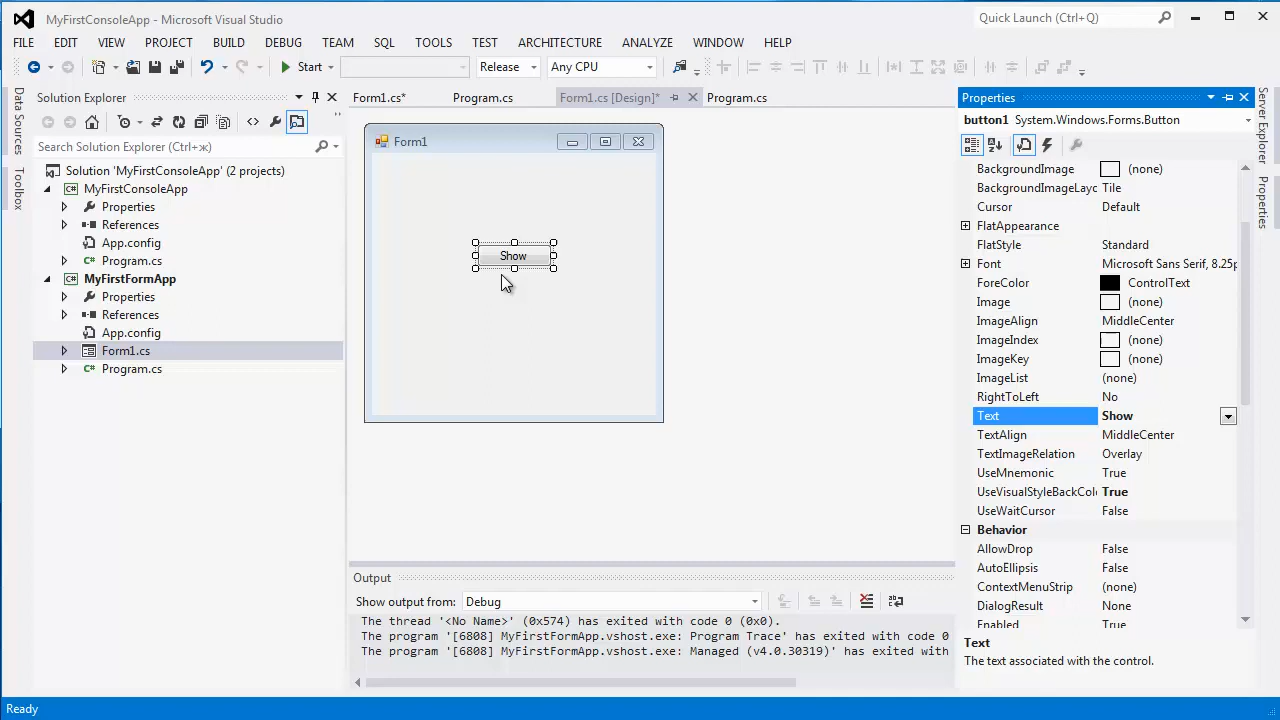 MyFirstConsoleApp - Microsoft Visual Studio
Quick Launch (Ctrl+Q)
FILE EDIT VIEW PROJECT BUILD DEBUG TEAM SQL TOOLS TEST ARCHITECTURE ANALYZE WINDOW HELP
Start Release Any CPU
Data Sources
Toolbox
Solution Explorer
Search Solution Explorer (Ctrl+ж)
Solution 'MyFirstConsoleApp' (2 projects)
MyFirstConsoleApp
Properties
References
App.config
Program.cs
MyFirstFormApp
Properties
References
App.config
Form1.cs
Program.cs
Form1.cs* Program.cs Form1.cs [Design]* Program.cs
Form1
Show
Output
Show output from: Debug
The thread '<No Name>' (0x574) has exited with code 0 (0x0).
The program '[6808] MyFirstFormApp.vshost.exe: Program Trace' has exited with code 0
The program '[6808] MyFirstFormApp.vshost.exe: Managed (v4.0.30319)' has exited with
Properties
button1 System.Windows.Forms.Button
BackgroundImage (none)
BackgroundImageLayc Tile
Cursor Default
FlatAppearance
FlatStyle Standard
Font Microsoft Sans Serif, 8.25p
ForeColor ControlText
Image (none)
ImageAlign MiddleCenter
ImageIndex (none)
ImageKey (none)
ImageList (none)
RightToLeft No
Text Show
TextAlign MiddleCenter
TextImageRelation Overlay
UseMnemonic True
UseVisualStyleBackColo True
UseWaitCursor False
Behavior
AllowDrop False
AutoEllipsis False
ContextMenuStrip (none)
DialogResult None
Enabled True
Text
The text associated with the control.
Server Explorer
Properties
Ready